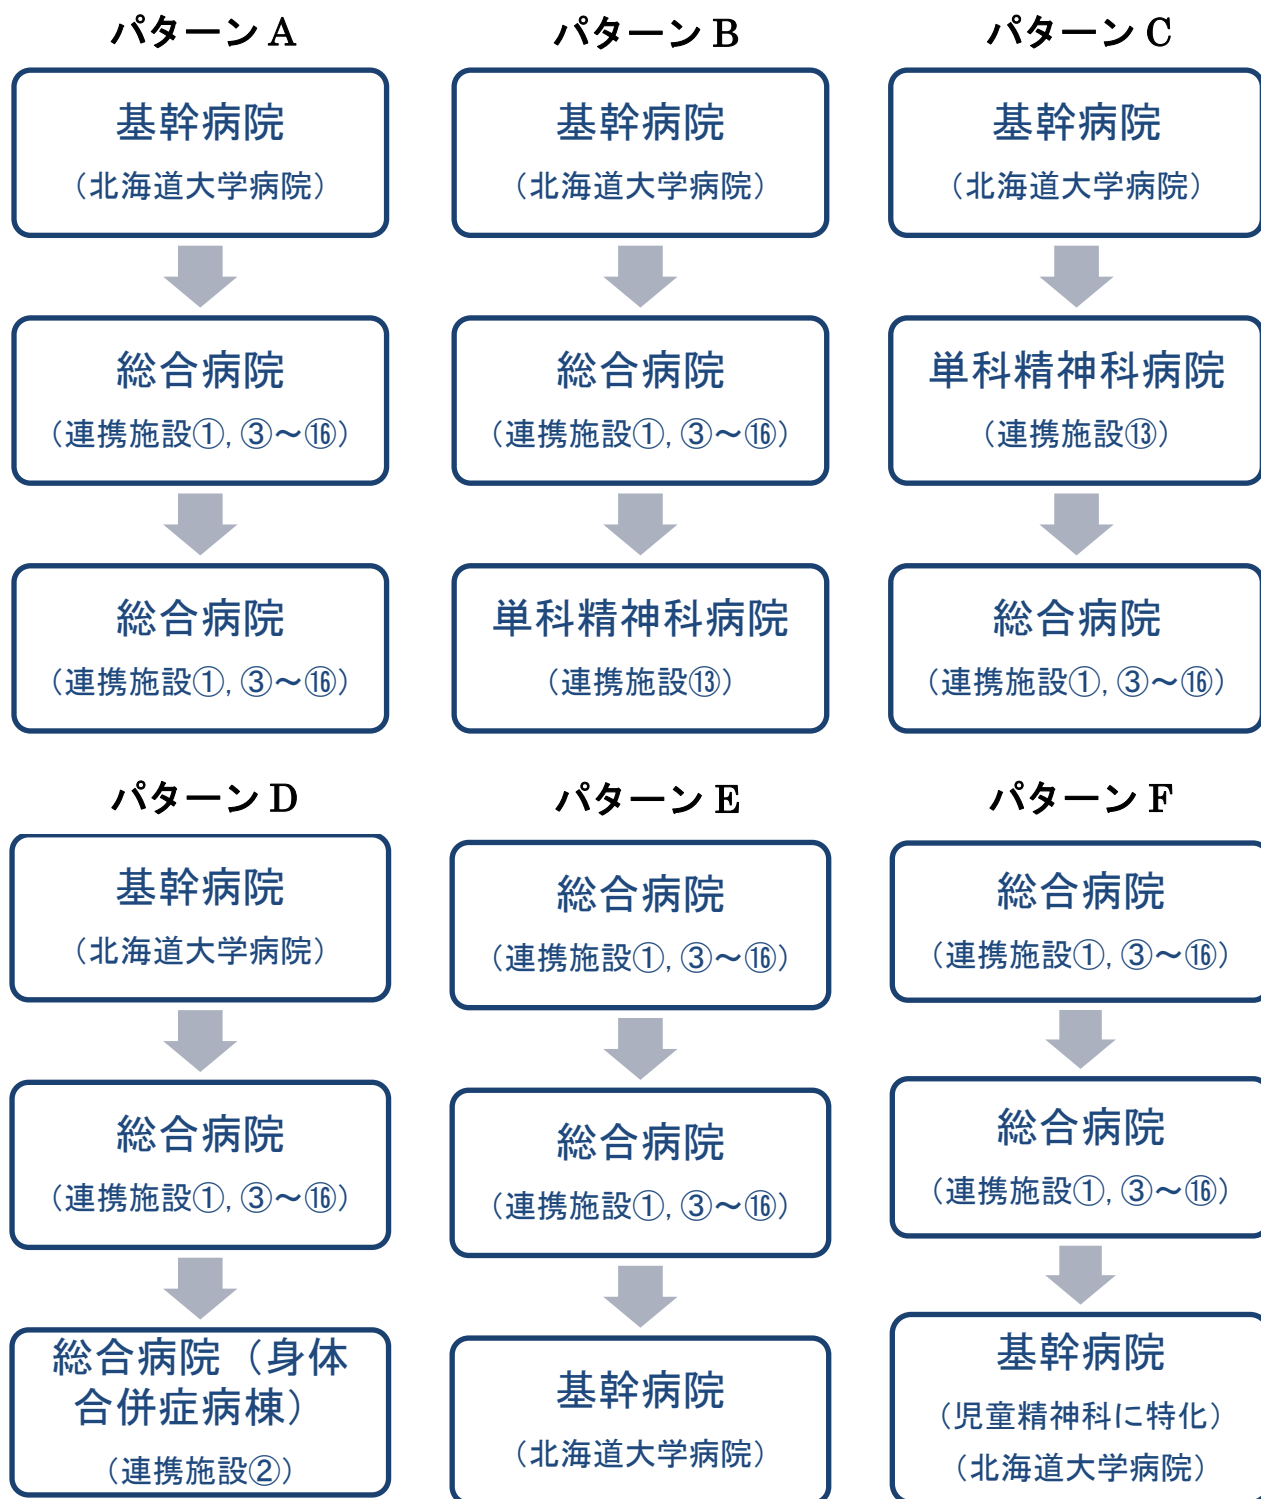 パターン A
基幹病院
（北海道大学病院）
総合病院
（連携施設①, ③～⑯）
総合病院
（連携施設①, ③～⑯）
パターン B
基幹病院
（北海道大学病院）
総合病院
（連携施設①, ③～⑯）
単科精神科病院
（連携施設⑬）
パターン C
基幹病院
（北海道大学病院）
単科精神科病院
（連携施設⑬）
総合病院
（連携施設①, ③～⑯）
パターン D
基幹病院
（北海道大学病院）
総合病院
（連携施設①, ③～⑯）
総合病院（身体
合併症病棟）
（連携施設②）
パターン E
総合病院
（連携施設①, ③～⑯）
総合病院
（連携施設①, ③～⑯）
基幹病院
（北海道大学病院）
パターン F
総合病院
（連携施設①, ③～⑯）
総合病院
（連携施設①, ③～⑯）
基幹病院
（児童精神科に特化）
（北海道大学病院）